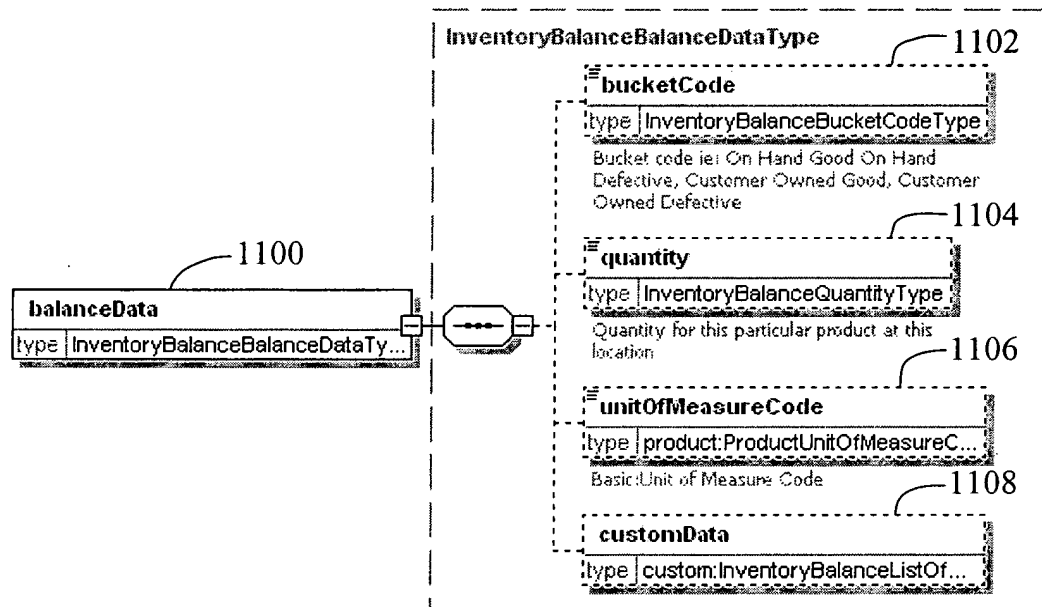 InventoryBalanceBalanceDataType
1102
bucketCode
type InventoryBalanceBucketCodeType
Bucket code ie: On Hand Good On Hand
Defective, Customer Owned Good, Customer
Owned Defective
1104
quantity
type InventoryBalanceQuantityType
Quantity for this particular product at this
location
1100
balanceData
type InventoryBalanceBalanceDataTy...
1106
unitOfMeasureCode
type product:ProductUnitOfMeasureC...
Basic:Unit of Measure Code
1108
customData
type custom:InventoryBalanceListOf...